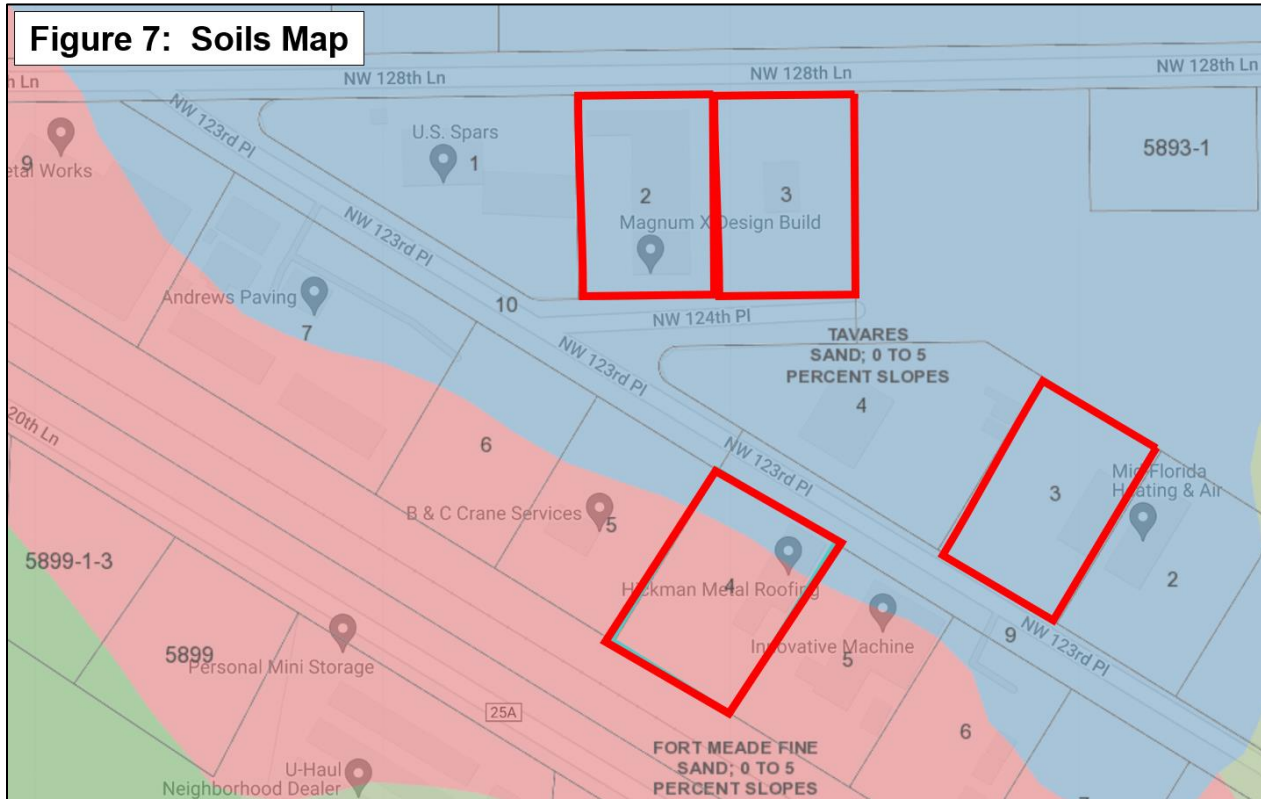 Figure 7: Soils Map
n Ln
NW 128th Ln
NW 128th Ln
NW 128th Ln
NW 123rd Pl
U.S. Spars
1
5893-1
9
etal Works
2
3
Magnum X Design Build
NW 123rd Pl
Andrews Paving
7
10
NW 124th Pl
NW 123rd Pl
TAVARES
SAND; 0 TO 5
PERCENT SLOPES
4
20th Ln
6
NW 123rd Pl
Mid-Florida
Heating & Air
3
B & C Crane Services
5
5899-1-3
4
Hickman Metal Roofing
2
Innovative Machine
5
9
NW 123rd Pl
5899
Personal Mini Storage
25A
6
FORT MEADE FINE
SAND; 0 TO 5
PERCENT SLOPES
U-Haul
Neighborhood Dealer